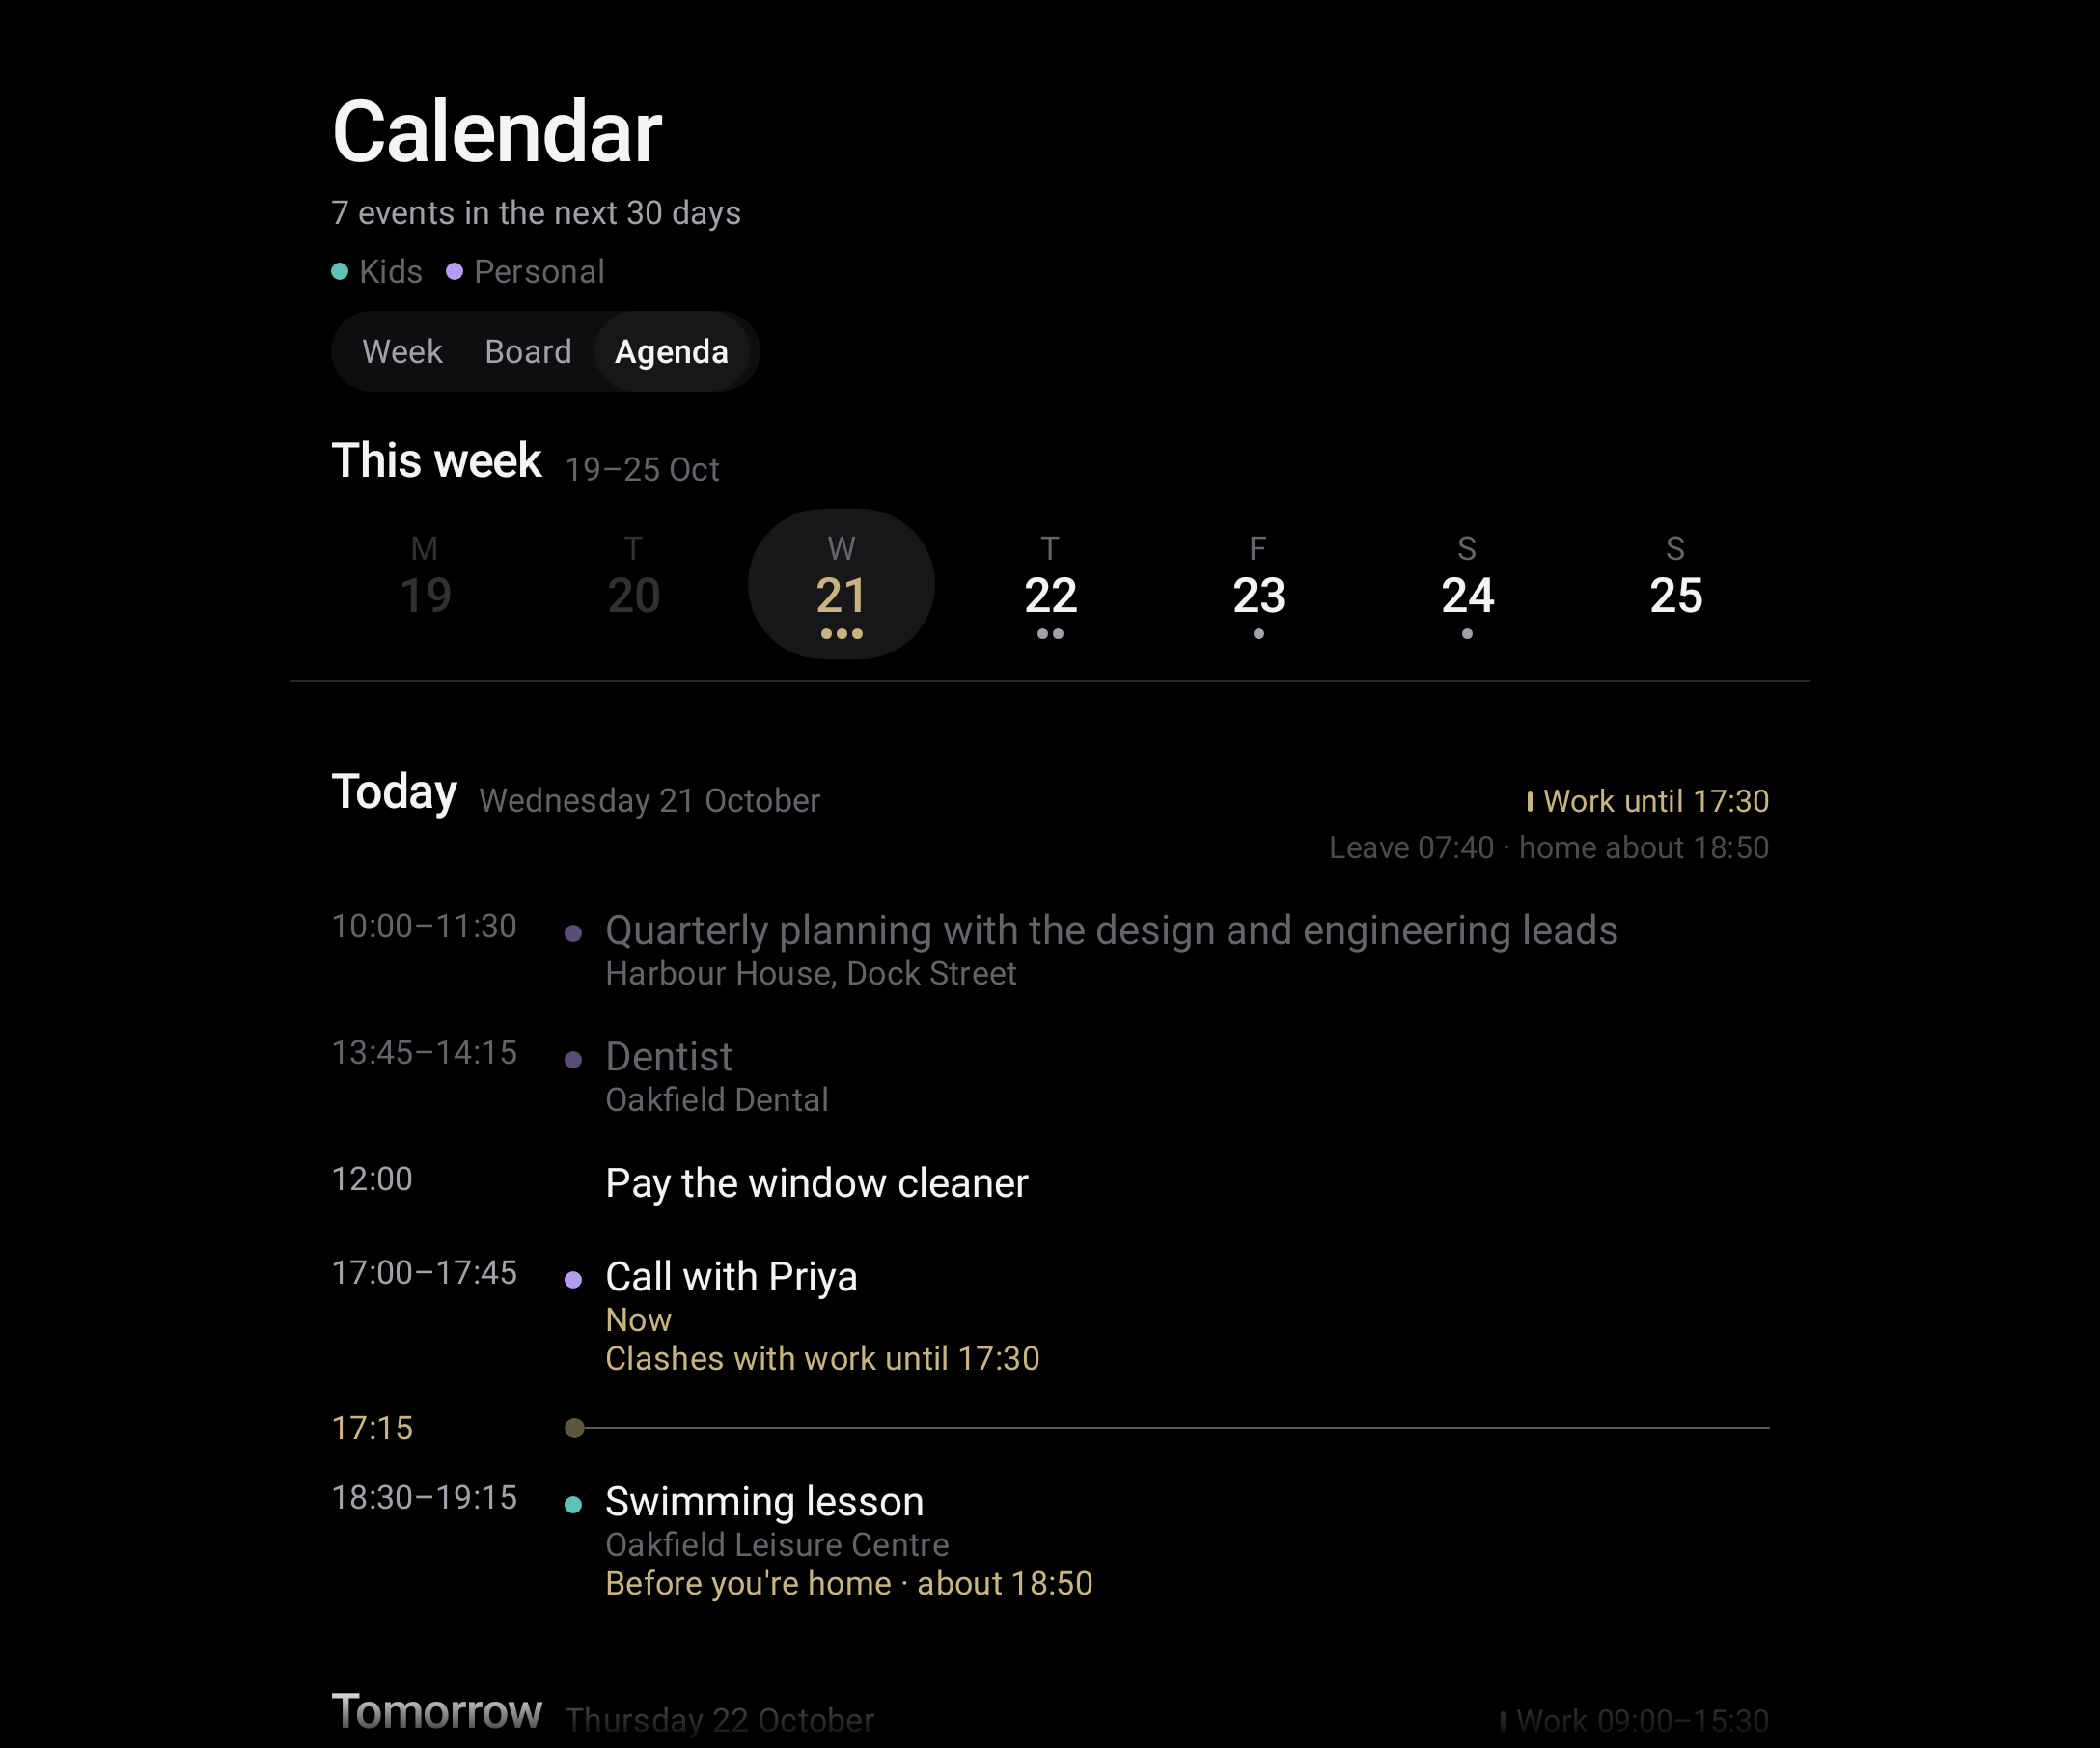 Calendar
7 events in the next 30 days
Kids Personal
Week Board Agenda
This week 19–25 Oct
M T W T F S S
19 20 21 22 23 24 25
Today Wednesday 21 October Work until 17:30
Leave 07:40 · home about 18:50
10:00–11:30 Quarterly planning with the design and engineering leads
Harbour House, Dock Street
13:45–14:15 Dentist
Oakfield Dental
12:00 Pay the window cleaner
17:00–17:45 Call with Priya
Now
Clashes with work until 17:30
17:15
18:30–19:15 Swimming lesson
Oakfield Leisure Centre
Before you're home · about 18:50
Tomorrow Thursday 22 October Work 09:00–15:30